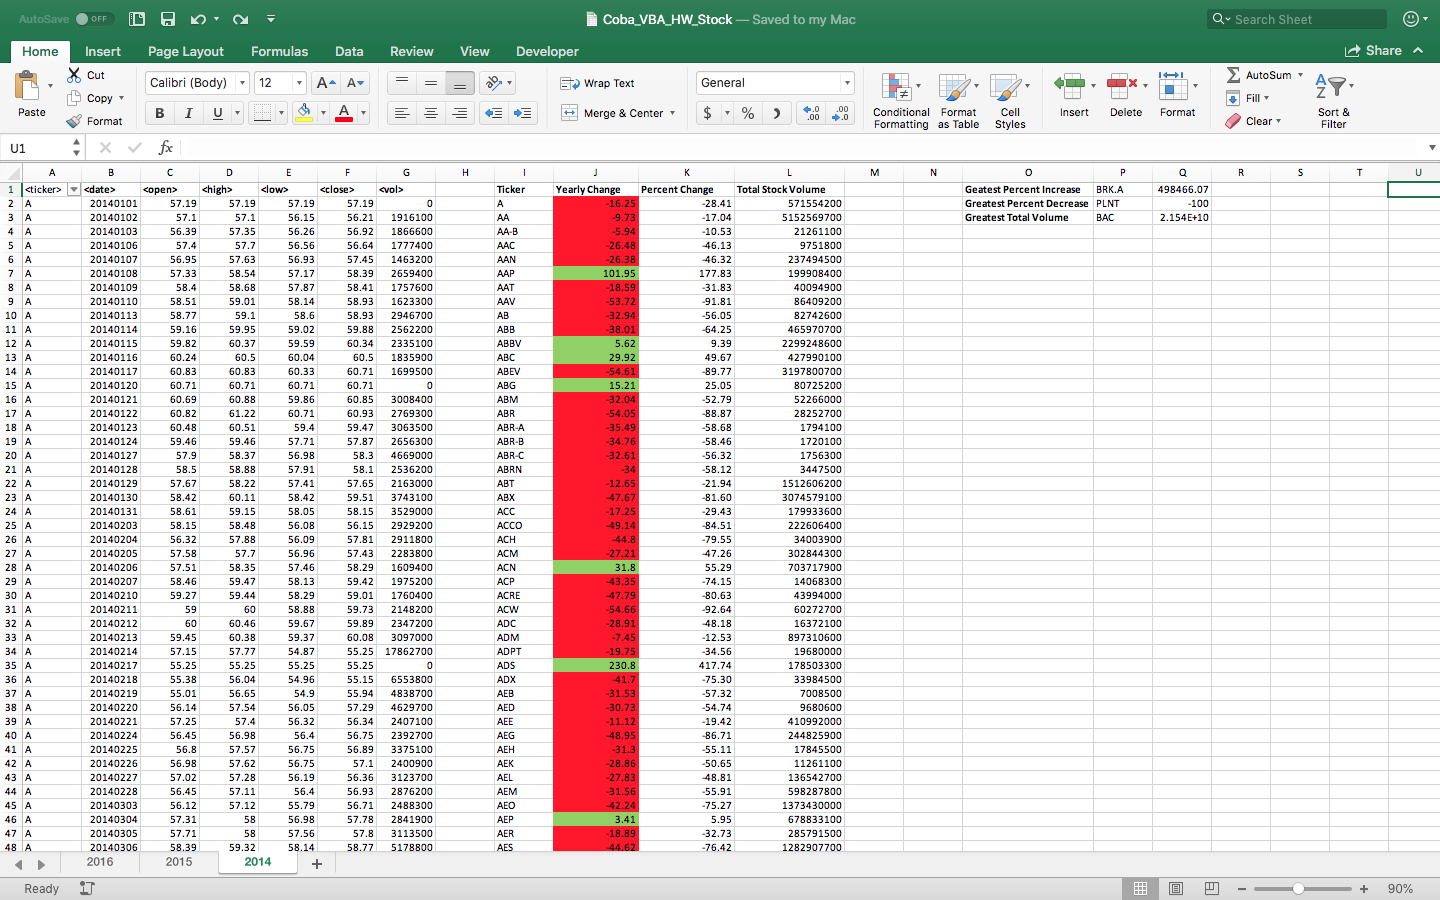 AutoSave OFF Coba_VBA_HW_Stock — Saved to my Mac Search Sheet
Home Insert Page Layout Formulas Data Review View Developer Share
Paste Cut Copy Format
Calibri (Body) 12 A A
B I U A
Wrap Text
Merge & Center
General
$ % ) .0 .00 .00 .0
Conditional Formatting
Format as Table
Cell Styles
Insert Delete Format
AutoSum
Fill
Clear
A Z
Sort & Filter
U1 fx
A B C D E F G H I J K L M N O P Q R S T U
1 <ticker> <date> <open> <high> <low> <close> <vol> Ticker Yearly Change Percent Change Total Stock Volume Geatest Percent Increase BRK.A 498466.07
2 A 20140101 57.19 57.19 57.19 57.19 0 A -16.25 -28.41 571554200 Greatest Percent Decrease PLNT -100
3 A 20140102 57.1 57.1 56.15 56.21 1916100 AA -9.73 -17.04 5152569700 Greatest Total Volume BAC 2.154E+10
4 A 20140103 56.39 57.35 56.26 56.92 1866600 AA-B -5.94 -10.53 21261100
5 A 20140106 57.4 57.7 56.56 56.64 1777400 AAC -26.48 -46.13 9751800
6 A 20140107 56.95 57.63 56.93 57.45 1463200 AAN -26.38 -46.32 237494500
7 A 20140108 57.33 58.54 57.17 58.39 2659400 AAP 101.95 177.83 199908400
8 A 20140109 58.4 58.68 57.87 58.41 1757600 AAT -18.59 -31.83 40094900
9 A 20140110 58.51 59.01 58.14 58.93 1623300 AAV -53.72 -91.81 86409200
10 A 20140113 58.77 59.1 58.6 58.93 2946700 AB -32.94 -56.05 82742600
11 A 20140114 59.16 59.95 59.02 59.88 2562200 ABB -38.01 -64.25 465970700
12 A 20140115 59.82 60.37 59.59 60.34 2335100 ABBV 5.62 9.39 2299248600
13 A 20140116 60.24 60.5 60.04 60.5 1835900 ABC 29.92 49.67 427990100
14 A 20140117 60.83 60.83 60.33 60.71 1699500 ABEV -54.61 -89.77 3197800700
15 A 20140120 60.71 60.71 60.71 60.71 0 ABG 15.21 25.05 80725200
16 A 20140121 60.69 60.88 59.86 60.85 3008400 ABM -32.04 -52.79 52266000
17 A 20140122 60.82 61.22 60.71 60.93 2769300 ABR -54.05 -88.87 28252700
18 A 20140123 60.48 60.51 59.4 59.47 3063500 ABR-A -35.49 -58.68 1794100
19 A 20140124 59.46 59.46 57.71 57.87 2656300 ABR-B -34.76 -58.46 1720100
20 A 20140127 57.9 58.37 56.98 58.3 4669000 ABR-C -32.61 -56.32 1756300
21 A 20140128 58.5 58.88 57.91 58.1 2536200 ABRN -34 -58.12 3447500
22 A 20140129 57.67 58.22 57.41 57.65 2163000 ABT -12.65 -21.94 1512606200
23 A 20140130 58.42 60.11 58.42 59.51 3743100 ABX -47.67 -81.60 3074579100
24 A 20140131 58.61 59.15 58.05 58.15 3529000 ACC -17.25 -29.43 179933600
25 A 20140203 58.15 58.48 56.08 56.15 2929200 ACCO -49.14 -84.51 222606400
26 A 20140204 56.32 57.88 56.09 57.81 2911800 ACH -44.8 -79.55 34003900
27 A 20140205 57.58 57.7 56.96 57.43 2283800 ACM -27.21 -47.26 302844300
28 A 20140206 57.51 58.35 57.46 58.29 1609400 ACN 31.8 55.29 703717900
29 A 20140207 58.46 59.47 58.13 59.42 1975200 ACP -43.35 -74.15 14068300
30 A 20140210 59.27 59.44 58.29 59.01 1760400 ACRE -47.79 -80.63 43994000
31 A 20140211 59 60 58.88 59.73 2148200 ACW -54.66 -92.64 60272700
32 A 20140212 60 60.46 59.67 59.89 2347200 ADC -28.91 -48.18 16372100
33 A 20140213 59.45 60.38 59.37 60.08 3097000 ADM -7.45 -12.53 897310600
34 A 20140214 57.15 57.77 54.87 55.25 17862700 ADPT -19.75 -34.56 19680000
35 A 20140217 55.25 55.25 55.25 55.25 0 ADS 230.8 417.74 178503300
36 A 20140218 55.38 56.04 54.96 55.15 6553800 ADX -41.7 -75.30 33984500
37 A 20140219 55.01 56.65 54.9 55.94 4838700 AEB -31.53 -57.32 7008500
38 A 20140220 56.14 57.54 56.05 57.29 4629700 AED -30.73 -54.74 9680600
39 A 20140221 57.25 57.4 56.32 56.34 2407100 AEE -11.12 -19.42 410992000
40 A 20140224 56.45 56.98 56.4 56.75 2392700 AEG -48.95 -86.71 244825900
41 A 20140225 56.8 57.57 56.75 56.89 3375100 AEH -31.3 -55.11 17845500
42 A 20140226 56.98 57.62 56.75 57.1 2400900 AEK -28.86 -50.65 11261100
43 A 20140227 57.02 57.28 56.19 56.36 3123700 AEL -27.83 -48.81 136542700
44 A 20140228 56.45 57.11 56.4 56.93 2876200 AEM -31.56 -55.91 598287800
45 A 20140303 56.12 57.12 55.79 56.71 2488300 AEO -42.24 -75.27 1373430000
46 A 20140304 57.31 58 56.98 57.78 2841900 AEP 3.41 5.95 678833100
47 A 20140305 57.71 58 57.56 57.8 3113500 AER -18.89 -32.73 285791500
48 A 20140306 58.39 59.32 58.14 58.77 5178800 AES -44.62 -76.42 1282907700
2016 2015 2014 +
Ready − + 90%